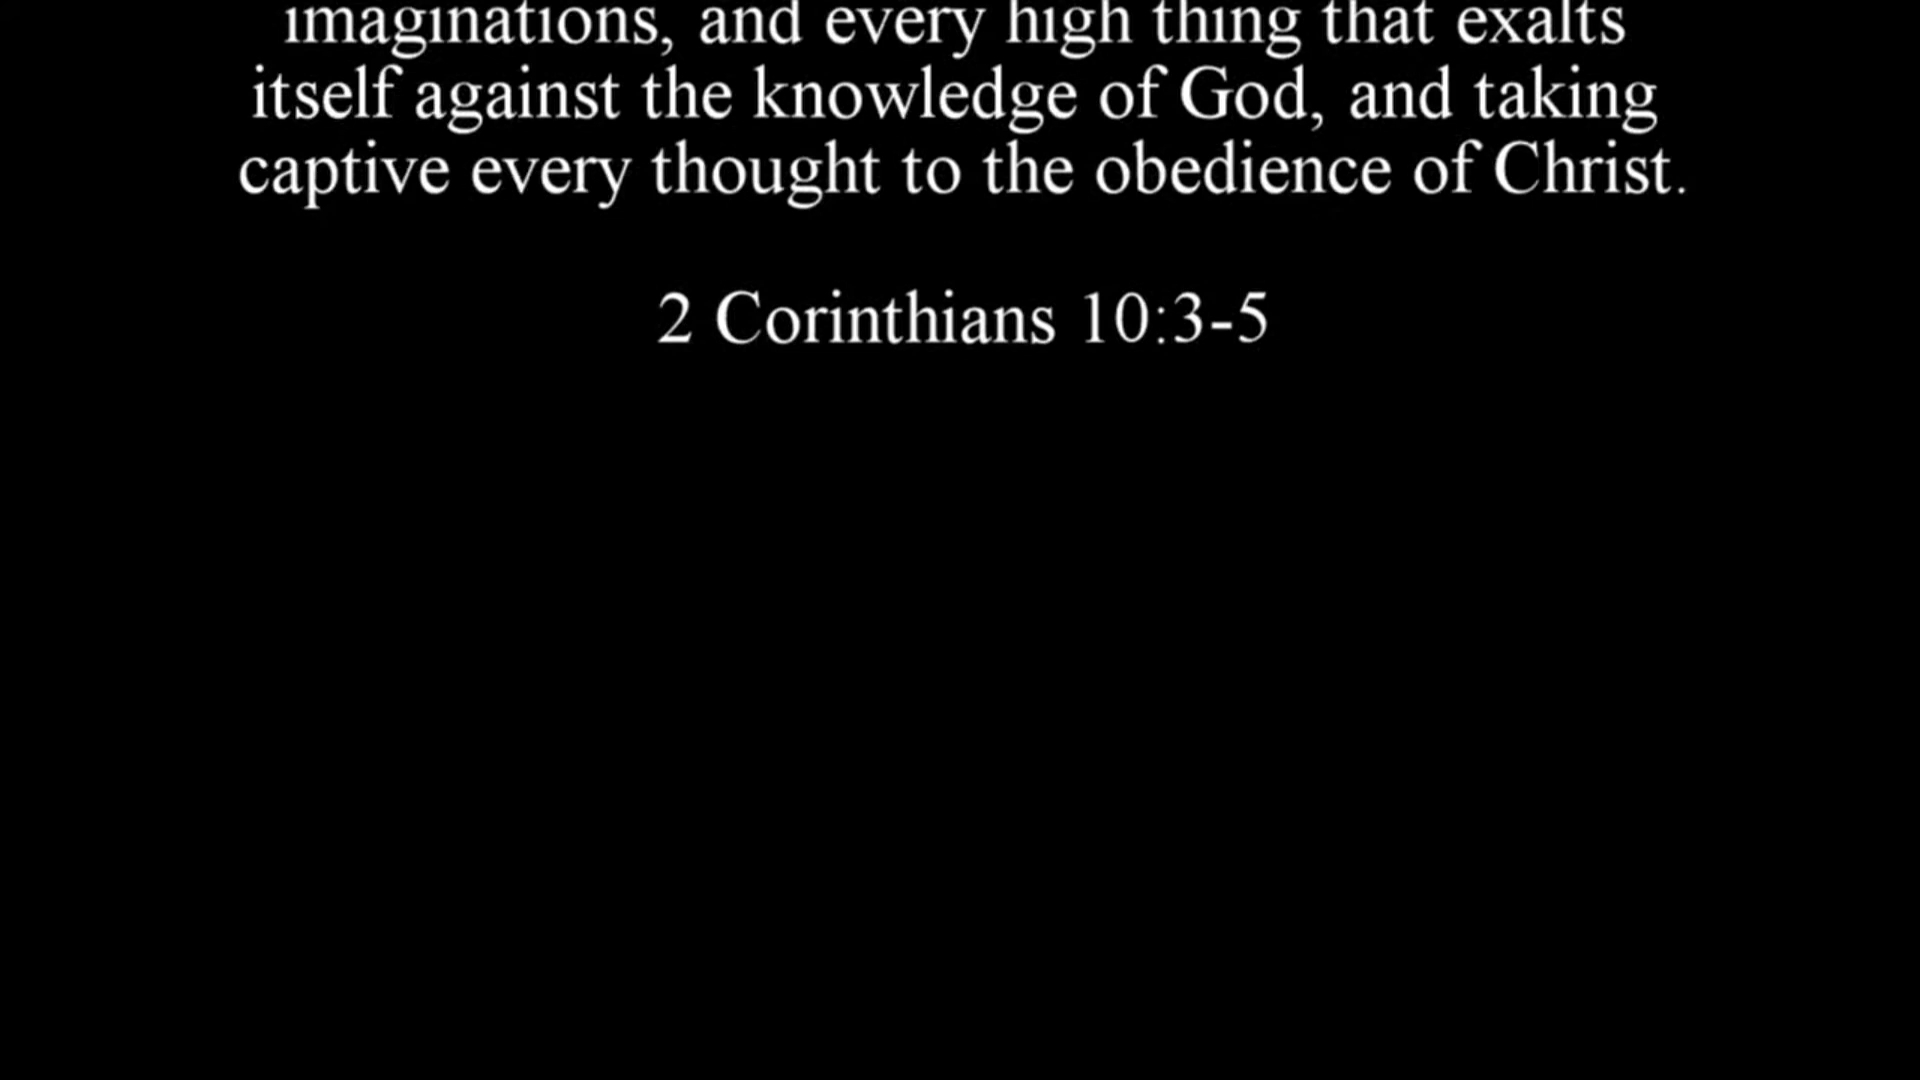 imaginations, and every high thing that exalts
itself against the knowledge of God, and taking
captive every thought to the obedience of Christ.
2 Corinthians 10:3-5